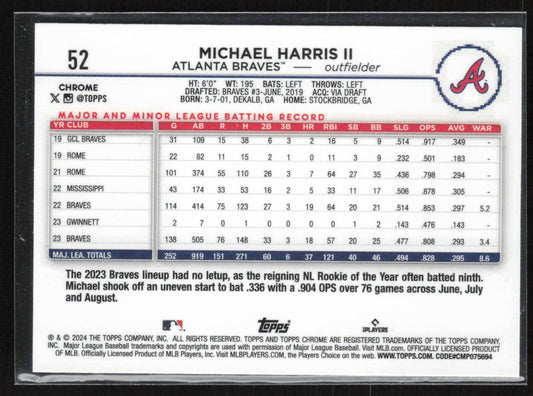 52
MICHAEL HARRIS II
ATLANTA BRAVES™ — outfielder
A
CHROME
X @TOPPS
HT: 6'0" WT: 195 BATS: LEFT THROWS: LEFT
DRAFTED: BRAVES #3-JUNE, 2019 ACQ: VIA DRAFT
BORN: 3-7-01, DEKALB, GA HOME: STOCKBRIDGE, GA
MAJOR AND MINOR LEAGUE BATTING RECORD
YR CLUB G AB R H 2B 3B HR RBI SB BB SLG OPS AVG WAR
19 GCL BRAVES 31 109 15 38 6 3 2 16 5 9 .514 .917 .349 -
19 ROME 22 82 11 15 2 1 0 11 3 9 .232 .501 .183 -
21 ROME 101 374 55 110 26 3 7 64 27 35 .436 .798 .294 -
22 MISSISSIPPI 43 174 33 53 16 2 5 33 11 17 .506 .878 .305 -
22 BRAVES 114 414 75 123 27 3 19 64 20 21 .514 .853 .297 5.2
23 GWINNETT 2 7 0 1 0 0 0 1 0 1 .143 .476 .143 -
23 BRAVES 138 505 76 148 33 3 18 57 20 25 .477 .808 .293 3.4
MAJ. LEA. TOTALS 252 919 151 271 60 6 37 121 40 46 .494 .828 .295 8.6
The 2023 Braves lineup had no letup, as the reigning NL Rookie of the Year often batted ninth.
Michael shook off an uneven start to bat .336 with a .904 OPS over 76 games across June, July
and August.
Topps
PLAYERS
® & © 2024 THE TOPPS COMPANY, INC. ALL RIGHTS RESERVED. TOPPS AND TOPPS CHROME ARE REGISTERED TRADEMARKS OF THE TOPPS COMPANY,
INC. Major League Baseball trademarks and copyrights are used with permission of Major League Baseball. Visit MLB.com. OFFICIALLY LICENSED PRODUCT
OF MLB. Officially Licensed Product of MLB Players, Inc. Visit MLBPLAYERS.com, the Players Choice on the web. WWW.TOPPS.COM. CODE#CMP075694